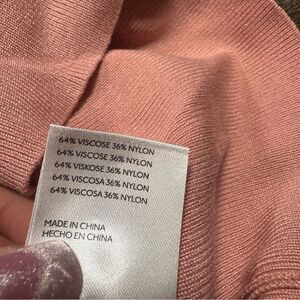 64% VISCOSE 36% NYLON
64% VISCOSE 36% NYLON
64% VISKOSE 36% NYLON
64% VISCOSA 36% NYLON
64% VISCOSA 36% NYLON
MADE IN CHINA
HECHO EN CHINA